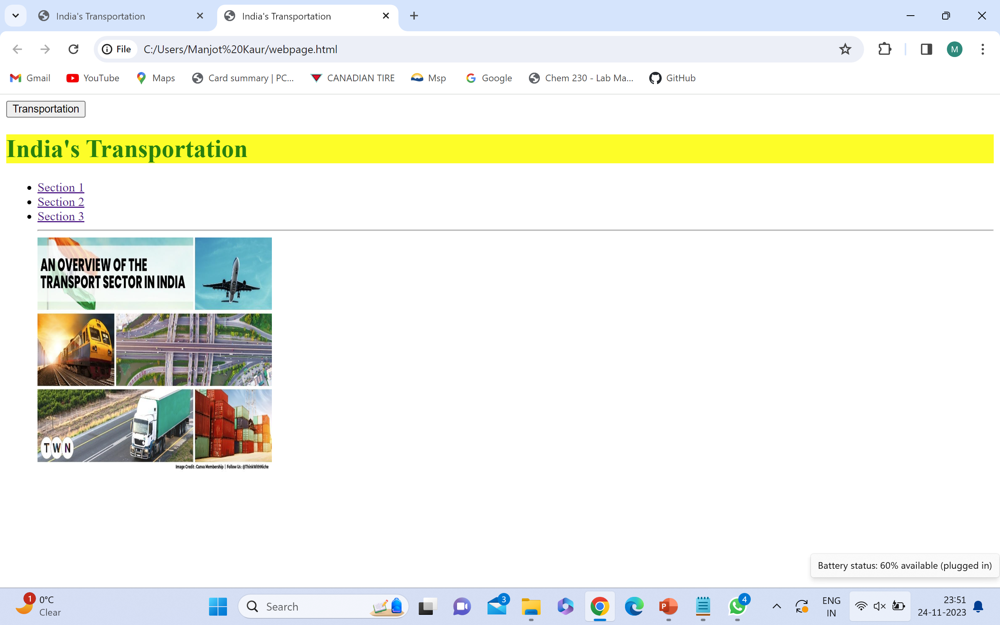 India's Transportation
India's Transportation
File C:/Users/Manjot%20Kaur/webpage.html
M
Gmail YouTube Maps Card summary | PC... CANADIAN TIRE Msp Google Chem 230 - Lab Ma... GitHub
Transportation
India's Transportation
Section 1
Section 2
Section 3
AN OVERVIEW OF THE
TRANSPORT SECTOR IN INDIA
TWN
Image Credit : Canva Membership | Follow Us : @ThinkWithNiche
Battery status: 60% available (plugged in)
1
0°C
Clear
Search
3
P
4
ENG
IN
23:51
24-11-2023